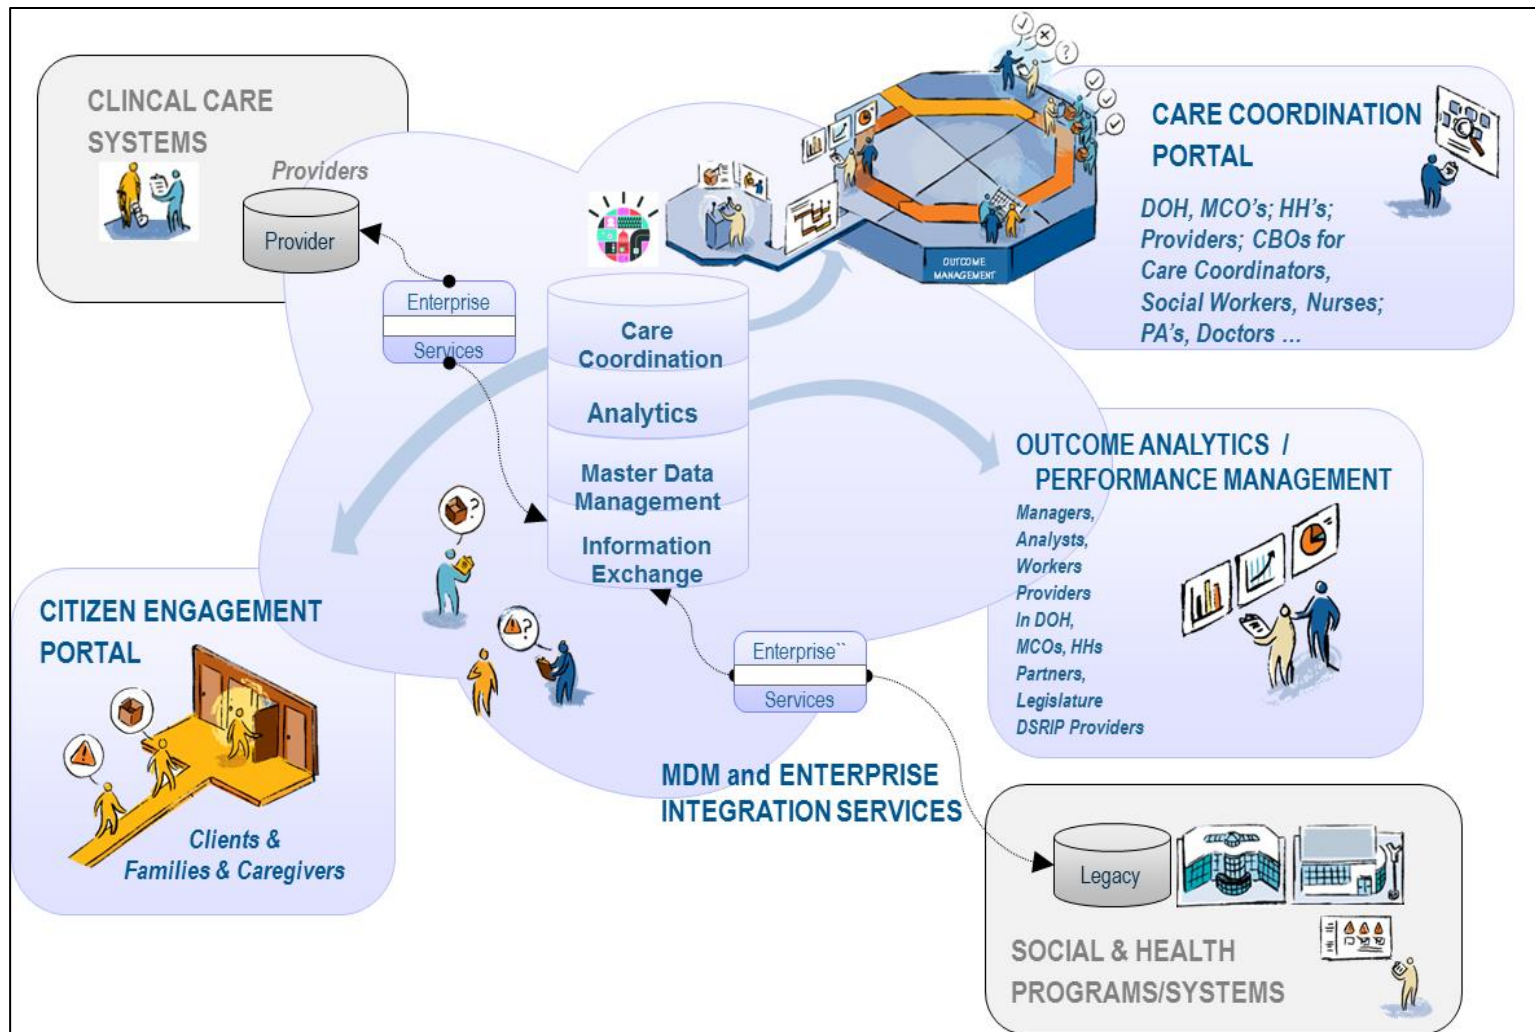 CLINCAL CARE
SYSTEMS
Providers
Provider
Enterprise
Services
OUTCOME
MANAGEMENT
CARE COORDINATION
PORTAL
DOH, MCO’s; HH’s;
Providers; CBOs for
Care Coordinators,
Social Workers, Nurses;
PA’s, Doctors ...
Care
Coordination
Analytics
Master Data
Management
Information
Exchange
OUTCOME ANALYTICS /
PERFORMANCE MANAGEMENT
Managers,
Analysts,
Workers
Providers
In DOH,
MCOs, HHs
Partners,
Legislature
DSRIP Providers
CITIZEN ENGAGEMENT
PORTAL
Clients &
Families & Caregivers
?
?
?
Enterprise``
Services
MDM and ENTERPRISE
INTEGRATION SERVICES
Legacy
SOCIAL & HEALTH
PROGRAMS/SYSTEMS